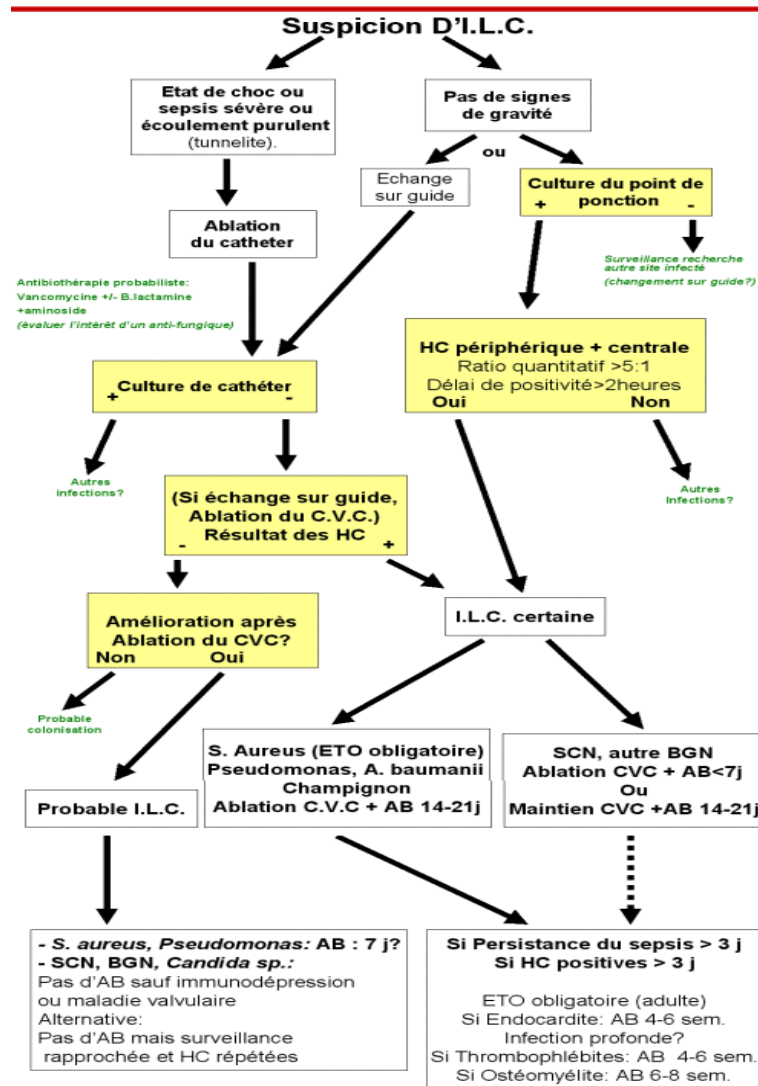 Suspicion D'I.L.C.
Etat de choc ou
sepsis sévère ou
écoulement purulent
(tunnelite).
Pas de signes
de gravité
ou
Echange
sur guide
Culture du point de
ponction
+ -
Ablation
du catheter
Surveillance recherche
autre site infecté
(changement sur guide?)
Antibiothérapie probabiliste:
Vancomycine +/- B.lactamine
+aminoside
(évaluer l'intérêt d'un anti-fungique)
HC périphérique + centrale
Ratio quantitatif >5:1
Délai de positivité>2heures
Oui Non
Culture de cathéter
+ -
Autres
infections?
Autres
Infections?
(Si échange sur guide,
Ablation du C.V.C.)
Résultat des HC
- +
Amélioration après
Ablation du CVC?
Non Oui
I.L.C. certaine
Probable
colonisation
S. Aureus (ETO obligatoire)
Pseudomonas, A. baumanii
Champignon
Ablation C.V.C + AB 14-21j
SCN, autre BGN
Ablation CVC + AB<7j
Ou
Maintien CVC +AB 14-21j
Probable I.L.C.
- S. aureus, Pseudomonas: AB : 7 j?
- SCN, BGN, Candida sp.:
Pas d'AB sauf immunodépression
ou maladie valvulaire
Alternative:
Pas d'AB mais surveillance
rapprochée et HC répétées
Si Persistance du sepsis > 3 j
Si HC positives > 3 j
ETO obligatoire (adulte)
Si Endocardite: AB 4-6 sem.
Infection profonde?
Si Thrombophlébites: AB 4-6 sem.
Si Ostéomyélite: AB 6-8 sem.